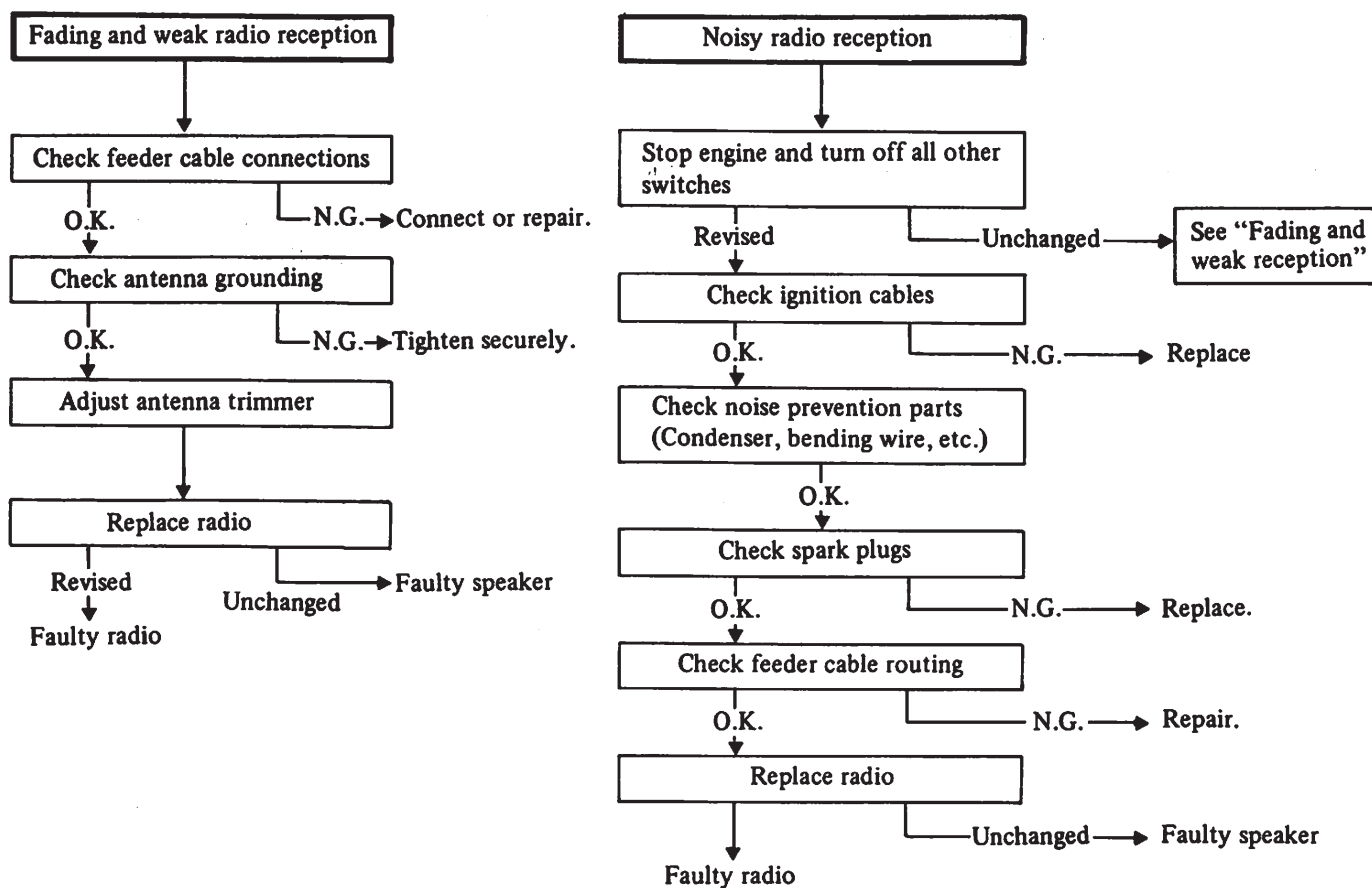 Fading and weak radio reception
Check feeder cable connections
O.K.
N.G.
Connect or repair.
Check antenna grounding
O.K.
N.G.
Tighten securely.
Adjust antenna trimmer
Replace radio
Revised
Unchanged
Faulty speaker
Faulty radio
Noisy radio reception
Stop engine and turn off all other
switches
Revised
Unchanged
See “Fading and
weak reception”
Check ignition cables
O.K.
N.G.
Replace
Check noise prevention parts
(Condenser, bending wire, etc.)
O.K.
Check spark plugs
O.K.
N.G.
Replace.
Check feeder cable routing
O.K.
N.G.
Repair.
Replace radio
Unchanged
Faulty speaker
Faulty radio